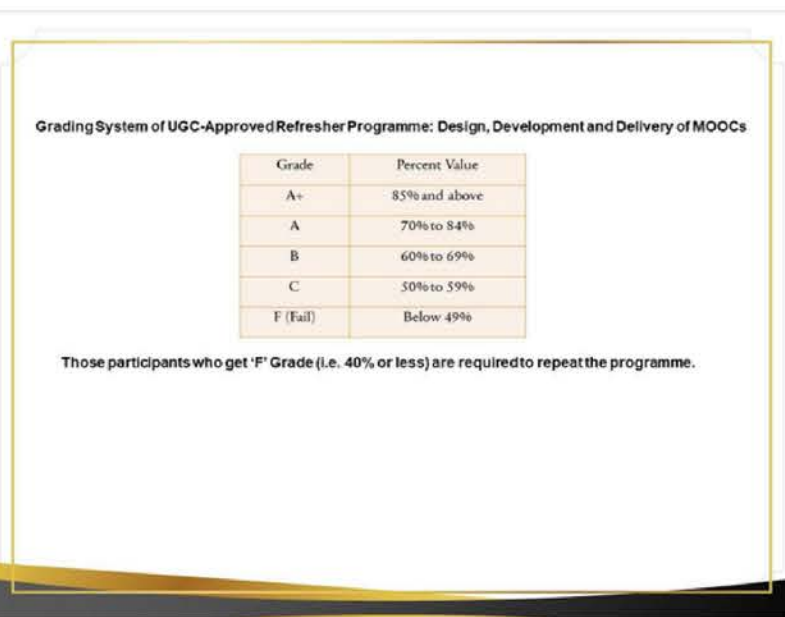 Grading System of UGC-Approved Refresher Programme: Design, Development and Delivery of MOOCs
Grade Percent Value
A+ 85% and above
A 70% to 84%
B 60% to 69%
C 50% to 59%
F (Fail) Below 49%
Those participants who get 'F' Grade (i.e. 40% or less) are required to repeat the programme.